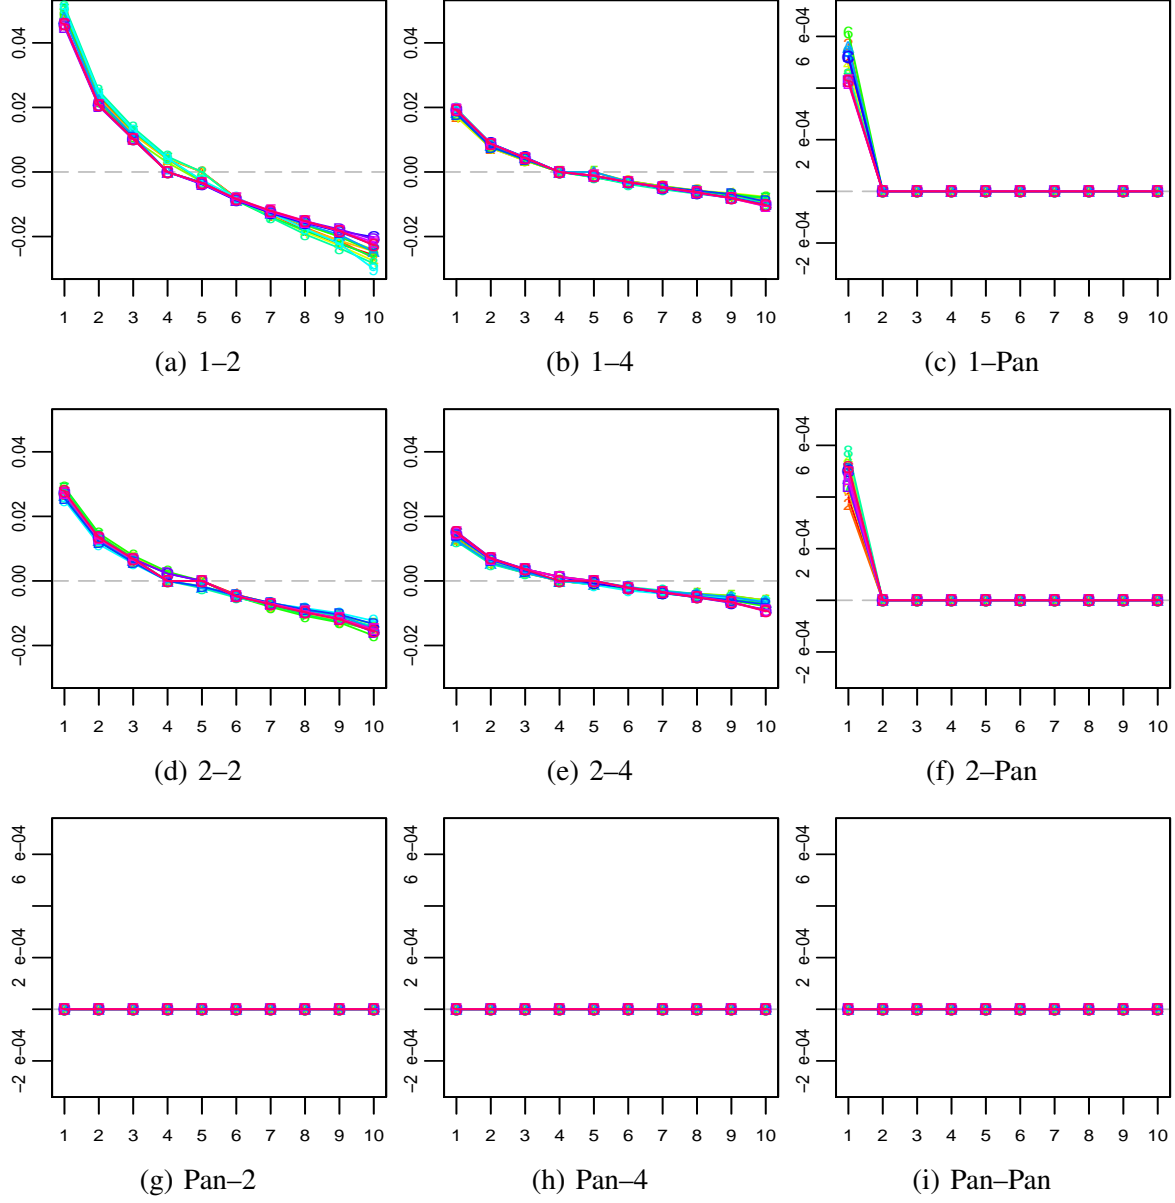 0.04
0.02
0.00
−0.02
1 2 3 4 5 6 7 8 9 10
(a) 1–2
0.04
0.02
0.00
−0.02
1 2 3 4 5 6 7 8 9 10
(b) 1–4
6 e−04
2 e−04
−2 e−04
1 2 3 4 5 6 7 8 9 10
(c) 1–Pan
0.04
0.02
0.00
−0.02
1 2 3 4 5 6 7 8 9 10
(d) 2–2
0.04
0.02
0.00
−0.02
1 2 3 4 5 6 7 8 9 10
(e) 2–4
6 e−04
2 e−04
−2 e−04
1 2 3 4 5 6 7 8 9 10
(f) 2–Pan
6 e−04
2 e−04
−2 e−04
1 2 3 4 5 6 7 8 9 10
(g) Pan–2
6 e−04
2 e−04
−2 e−04
1 2 3 4 5 6 7 8 9 10
(h) Pan–4
6 e−04
2 e−04
−2 e−04
1 2 3 4 5 6 7 8 9 10
(i) Pan–Pan